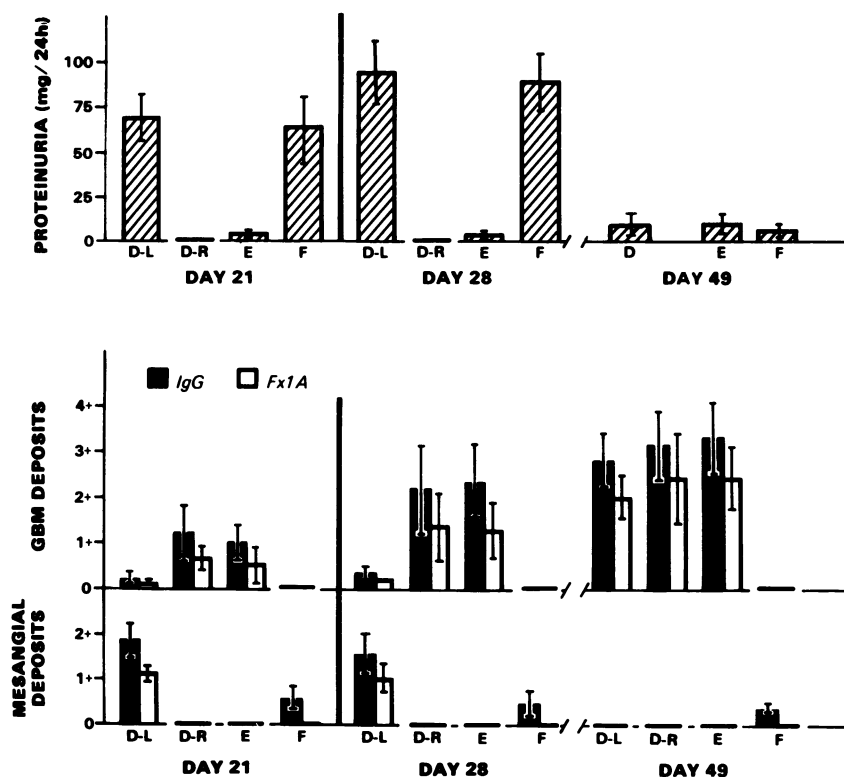 PROTEINURIA (mg/24h)
100
75
50
25
0
D-L D-R E F D-L D-R E F D E F
DAY 21 DAY 28 DAY 49
IgG Fx1A
GBM DEPOSITS
4+
3+
2+
1+
0
MESANGIAL
DEPOSITS
2+
1+
0
D-L D-R E F D-L D-R E F D-L D-R E F
DAY 21 DAY 28 DAY 49